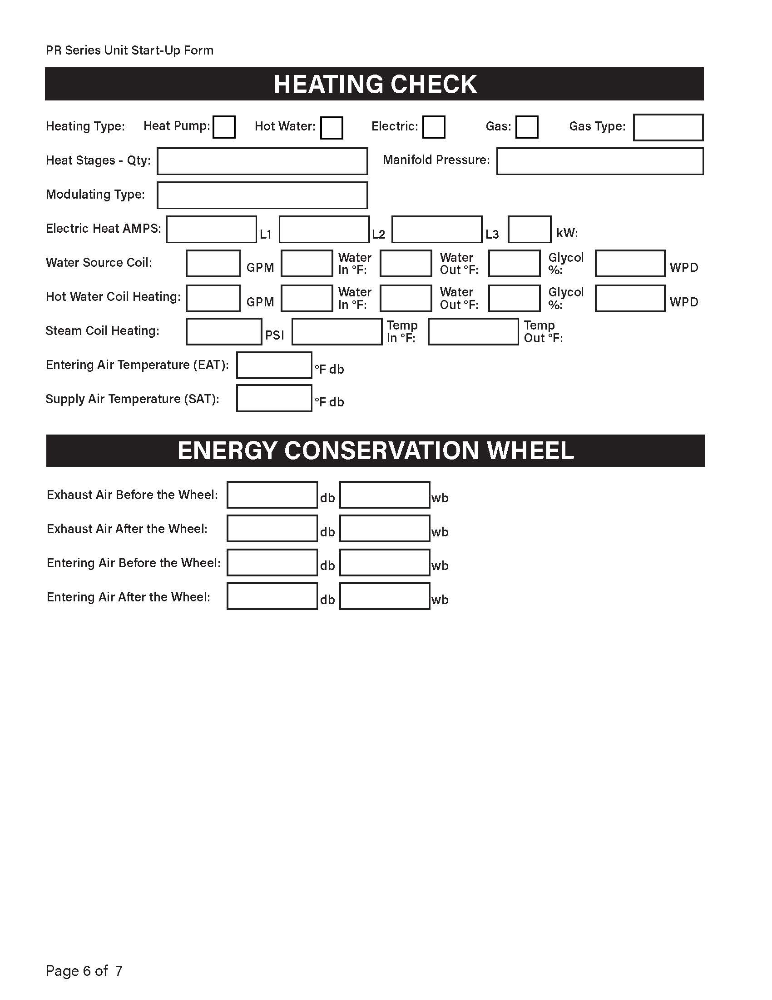 PR Series Unit Start-Up Form
HEATING CHECK
Heating Type: Heat Pump: Hot Water: Electric: Gas: Gas Type:
Heat Stages - Qty: Manifold Pressure:
Modulating Type:
Electric Heat AMPS: L1 L2 L3 kW:
Water Source Coil: GPM Water In °F: Water Out °F: Glycol %: WPD
Hot Water Coil Heating: GPM Water In °F: Water Out °F: Glycol %: WPD
Steam Coil Heating: PSI Temp In °F: Temp Out °F:
Entering Air Temperature (EAT): °F db
Supply Air Temperature (SAT): °F db
ENERGY CONSERVATION WHEEL
Exhaust Air Before the Wheel: db wb
Exhaust Air After the Wheel: db wb
Entering Air Before the Wheel: db wb
Entering Air After the Wheel: db wb
Page 6 of 7